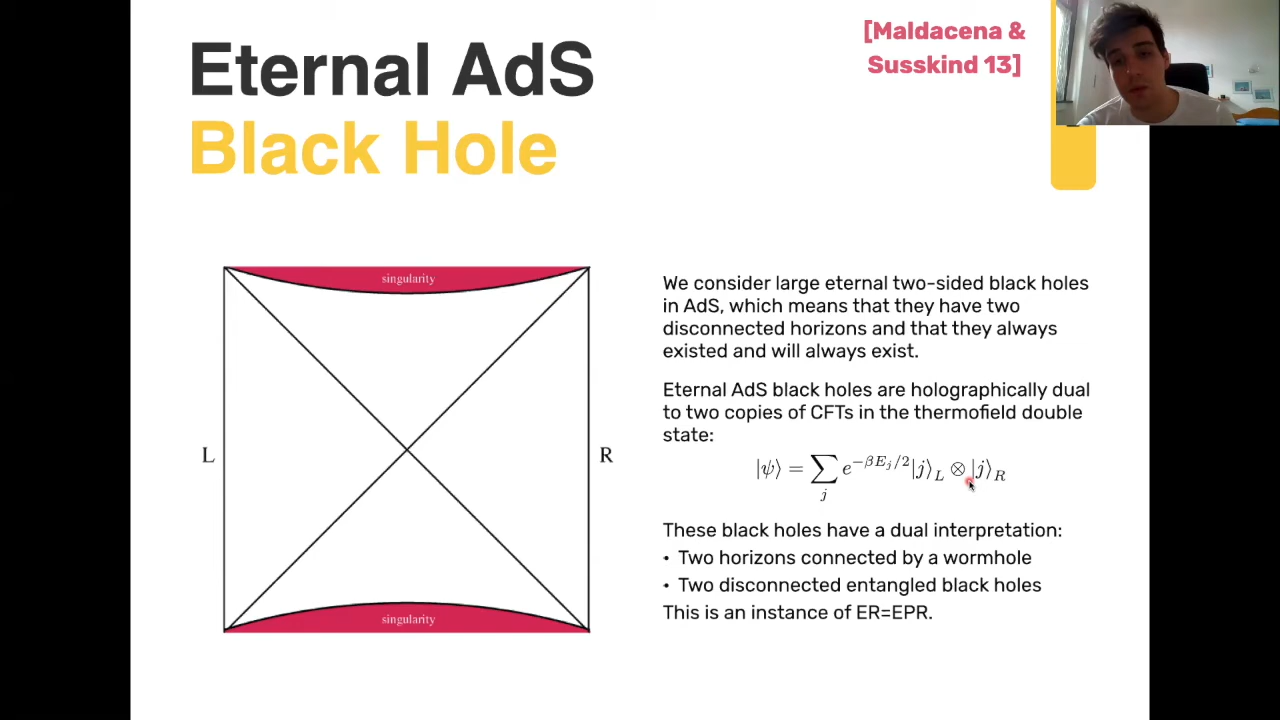 Eternal AdS
Black Hole
[Maldacena &
Susskind 13]
singularity
L
R
singularity
We consider large eternal two-sided black holes
in AdS, which means that they have two
disconnected horizons and that they always
existed and will always exist.
Eternal AdS black holes are holographically dual
to two copies of CFTs in the thermofield double
state:
|ψ⟩ = ∑_j e^{-βE_j/2}|j⟩_L ⊗ |j⟩_R
These black holes have a dual interpretation:
• Two horizons connected by a wormhole
• Two disconnected entangled black holes
This is an instance of ER=EPR.